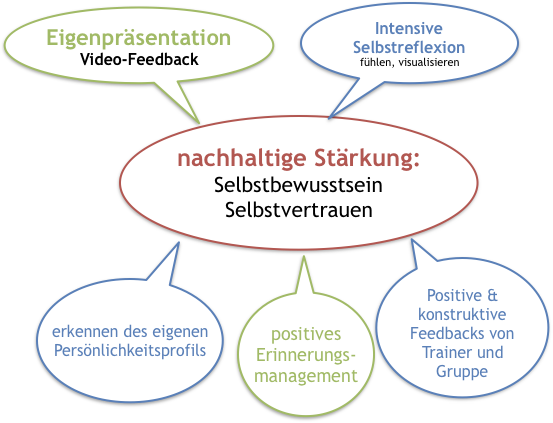 Eigenpräsentation
Video-Feedback
Intensive
Selbstreflexion
fühlen, visualisieren
nachhaltige Stärkung:
Selbstbewusstsein
Selbstvertrauen
erkennen des eigenen
Persönlichkeitsprofils
positives
Erinnerungs-
management
Positive &
konstruktive
Feedbacks von
Trainer und
Gruppe